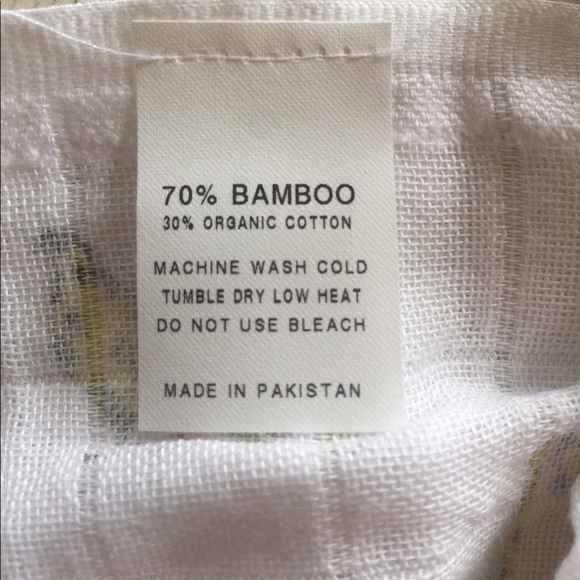 70% BAMBOO
30% ORGANIC COTTON
MACHINE WASH COLD
TUMBLE DRY LOW HEAT
DO NOT USE BLEACH
MADE IN PAKISTAN